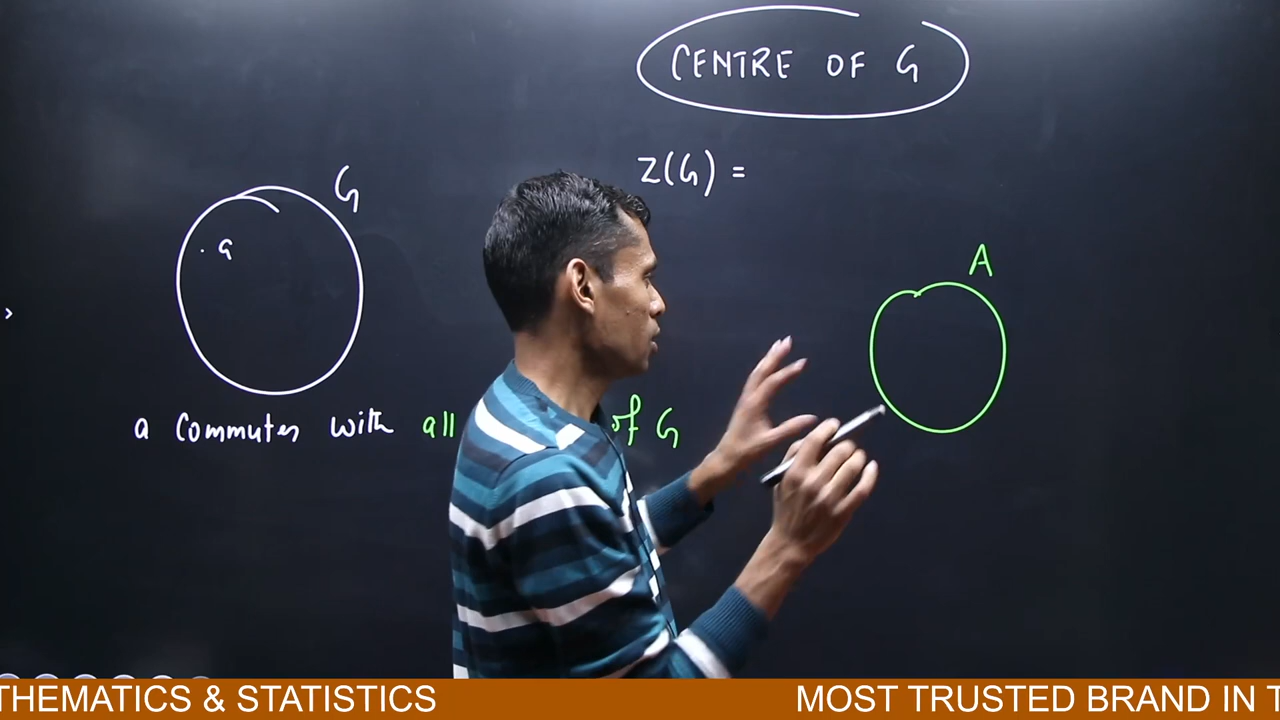 CENTRE OF G
Z(G) =
G
. a
A
a commutes with all of G
THEMATICS & STATISTICS MOST TRUSTED BRAND IN T